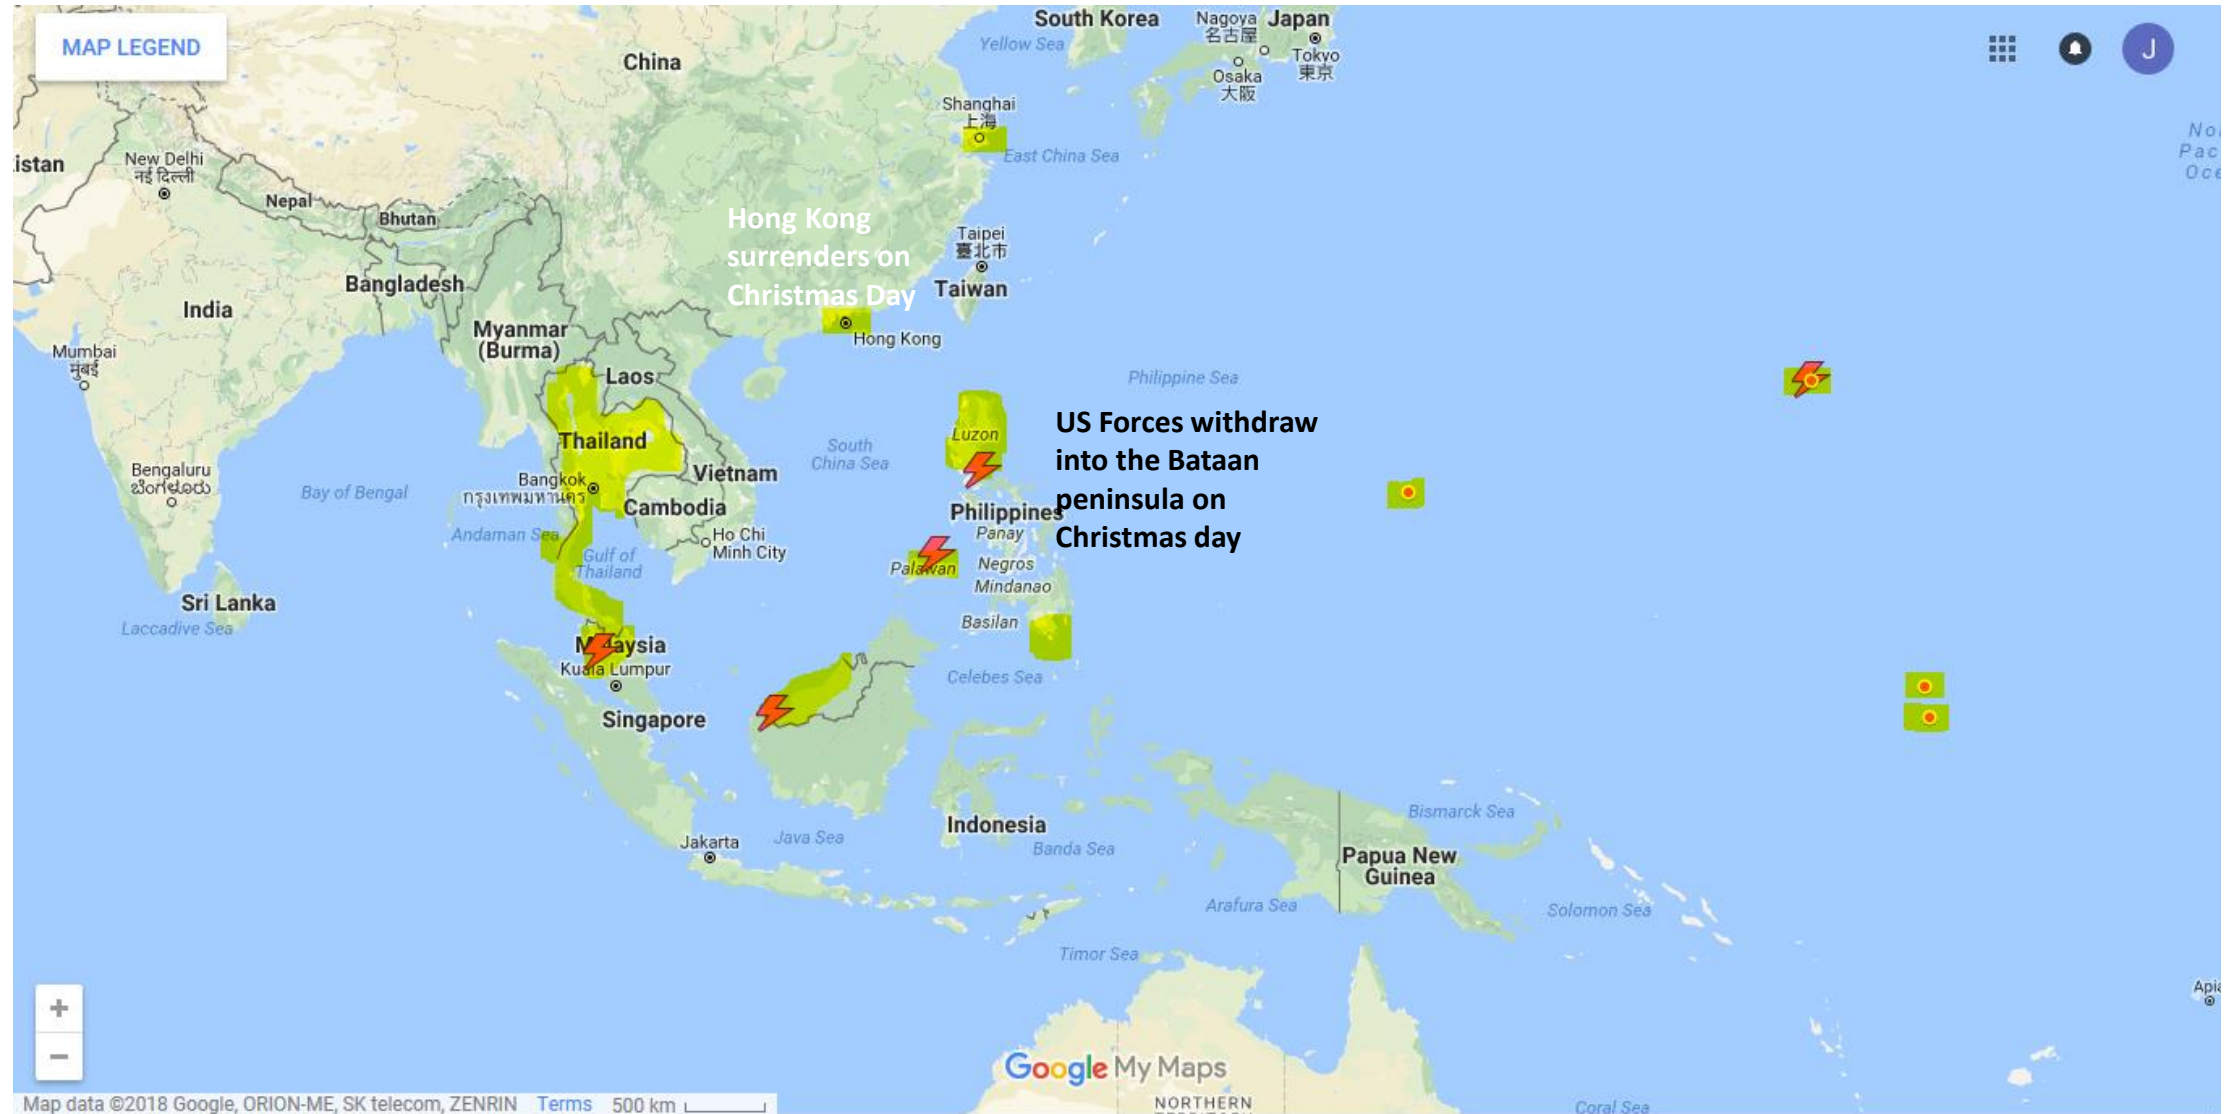 MAP LEGEND
South Korea
Nagoya
名古屋
Japan
Yellow Sea
Tokyo
東京
Osaka
大阪
J
China
Shanghai
上海
East China Sea
istan
New Delhi
नई दिल्ली
Nepal
Bhutan
Hong Kong
surrenders on
Christmas Day
Taipei
臺北市
Taiwan
Bangladesh
India
Myanmar
(Burma)
Hong Kong
Mumbai
मुंबई
Laos
Philippine Sea
Luzon
US Forces withdraw
into the Bataan
peninsula on
Christmas day
Thailand
South
China Sea
Vietnam
Bengaluru
ಬೆಂಗಳೂರು
Bay of Bengal
Bangkok
กรุงเทพมหานคร
Cambodia
Philippines
Panay
Andaman Sea
Ho Chi
Minh City
Gulf of
Thailand
Palawan
Negros
Mindanao
Sri Lanka
Laccadive Sea
Basilan
Malaysia
Kuala Lumpur
Celebes Sea
Singapore
Indonesia
Bismarck Sea
Jakarta
Java Sea
Banda Sea
Papua New
Guinea
Arafura Sea
Solomon Sea
Timor Sea
Apia
+
−
Google My Maps
Map data ©2018 Google, ORION-ME, SK telecom, ZENRIN Terms 500 km
NORTHERN
Coral Sea